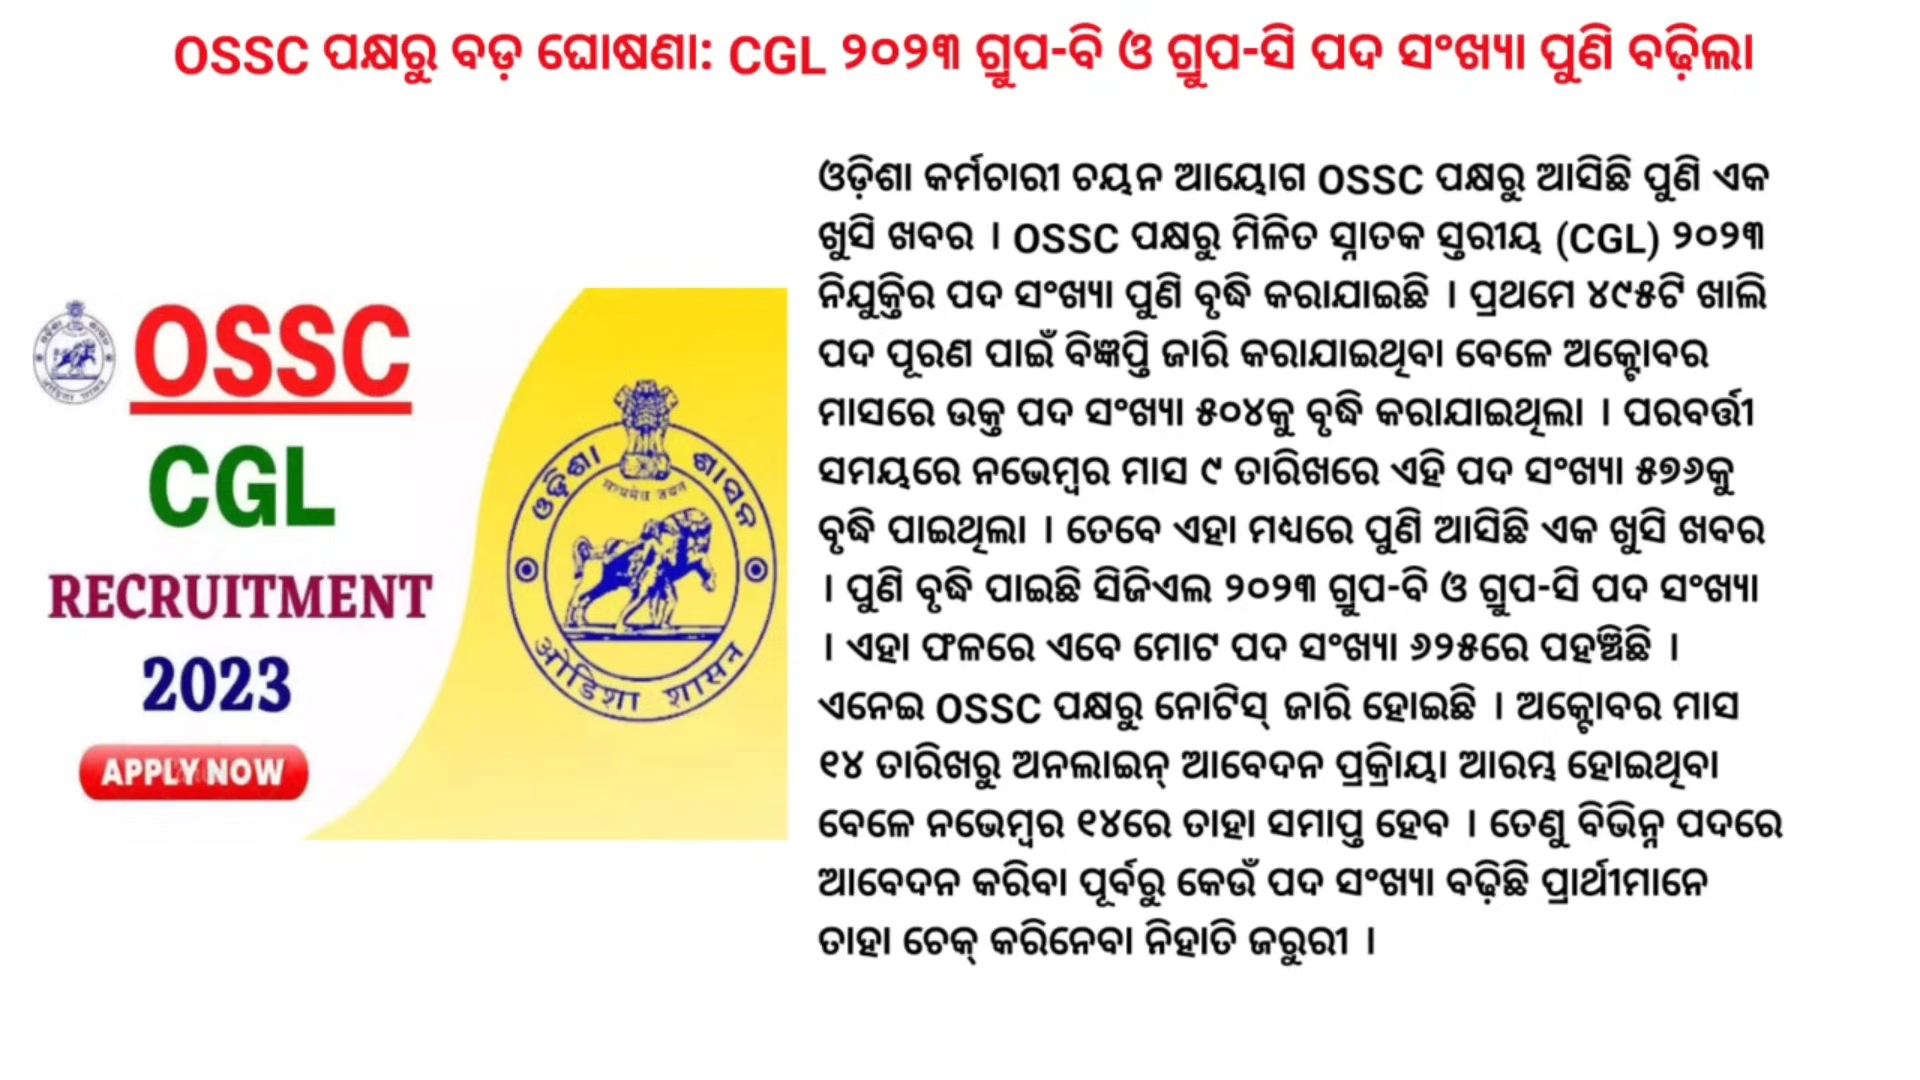 OSSC ପକ୍ଷରୁ ବଡ଼ ଘୋଷଣା: CGL ୨୦୨୩ ଗ୍ରୁପ-ବି ଓ ଗ୍ରୁପ-ସି ପଦ ସଂଖ୍ୟା ପୁଣି ବଢ଼ିଲା
OSSC
CGL
RECRUITMENT
2023
APPLY NOW
ଓଡ଼ିଶା ଶାସନ
ओडिशा शासन
ଓଡ଼ିଶା କର୍ମଚାରୀ ଚୟନ ଆୟୋଗ OSSC ପକ୍ଷରୁ ଆସିଛି ପୁଣି ଏକ
ଖୁସି ଖବର । OSSC ପକ୍ଷରୁ ମିଳିତ ସ୍ନାତକ ସ୍ତରୀୟ (CGL) ୨୦୨୩
ନିଯୁକ୍ତିର ପଦ ସଂଖ୍ୟା ପୁଣି ବୃଦ୍ଧି କରାଯାଇଛି । ପ୍ରଥମେ ୪୯୫ଟି ଖାଲି
ପଦ ପୂରଣ ପାଇଁ ବିଜ୍ଞପ୍ତି ଜାରି କରାଯାଇଥିବା ବେଳେ ଅକ୍ଟୋବର
ମାସରେ ଉକ୍ତ ପଦ ସଂଖ୍ୟା ୫୦୪କୁ ବୃଦ୍ଧି କରାଯାଇଥିଲା । ପରବର୍ତ୍ତୀ
ସମୟରେ ନଭେମ୍ବର ମାସ ୯ ତାରିଖରେ ଏହି ପଦ ସଂଖ୍ୟା ୫୭୬କୁ
ବୃଦ୍ଧି ପାଇଥିଲା । ତେବେ ଏହା ମଧ୍ୟରେ ପୁଣି ଆସିଛି ଏକ ଖୁସି ଖବର
। ପୁଣି ବୃଦ୍ଧି ପାଇଛି ସିଜିଏଲ ୨୦୨୩ ଗ୍ରୁପ-ବି ଓ ଗ୍ରୁପ-ସି ପଦ ସଂଖ୍ୟା
। ଏହା ଫଳରେ ଏବେ ମୋଟ ପଦ ସଂଖ୍ୟା ୬୨୫ରେ ପହଞ୍ଚିଛି ।
ଏନେଇ OSSC ପକ୍ଷରୁ ନୋଟିସ୍ ଜାରି ହୋଇଛି । ଅକ୍ଟୋବର ମାସ
୧୪ ତାରିଖରୁ ଅନଲାଇନ୍ ଆବେଦନ ପ୍ରକ୍ରିୟା ଆରମ୍ଭ ହୋଇଥିବା
ବେଳେ ନଭେମ୍ବର ୧୪ରେ ତାହା ସମାପ୍ତ ହେବ । ତେଣୁ ବିଭିନ୍ନ ପଦରେ
ଆବେଦନ କରିବା ପୂର୍ବରୁ କେଉଁ ପଦ ସଂଖ୍ୟା ବଢ଼ିଛି ପ୍ରାର୍ଥୀମାନେ
ତାହା ଚେକ୍ କରିନେବା ନିହାତି ଜରୁରୀ ।